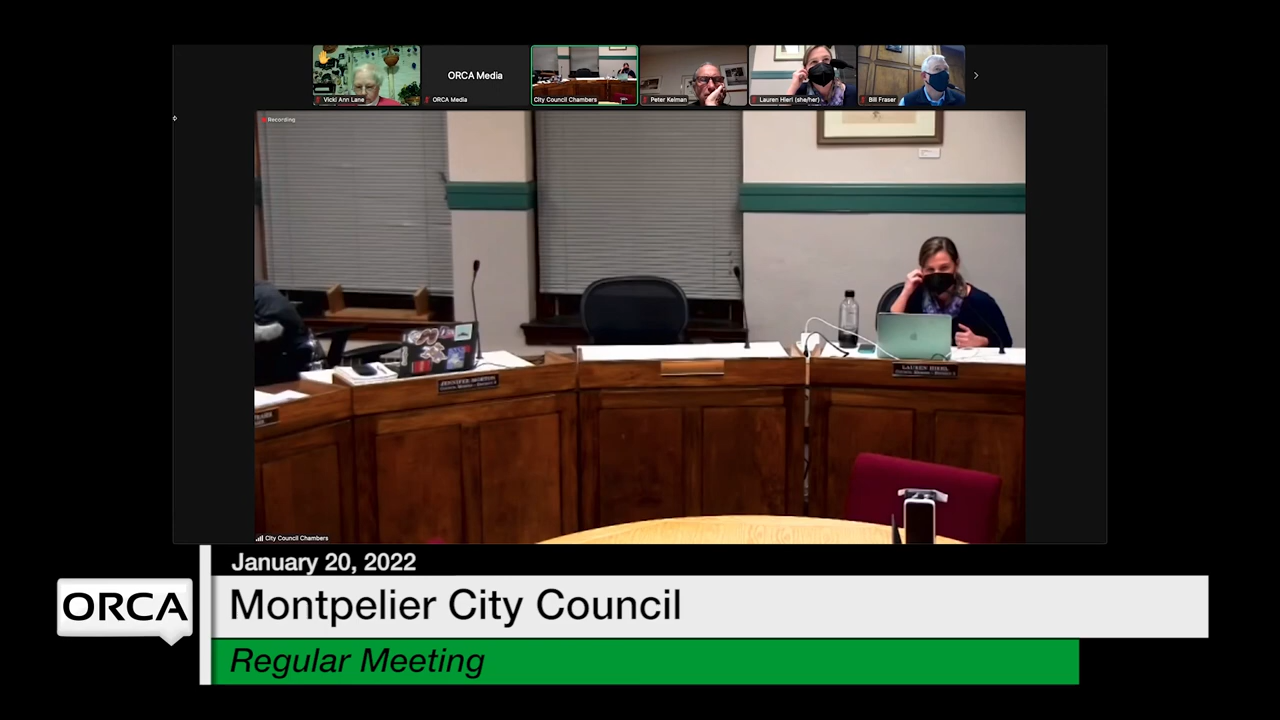 ORCA Media
Vicki Ann Lane
ORCA Media
City Council Chambers
Peter Kelman
Lauren Hierl (she/her)
Bill Fraser
Recording
JENNIFER MORTON
LAUREN HIERL
City Council Chambers
January 20, 2022
ORCA
Montpelier City Council
Regular Meeting